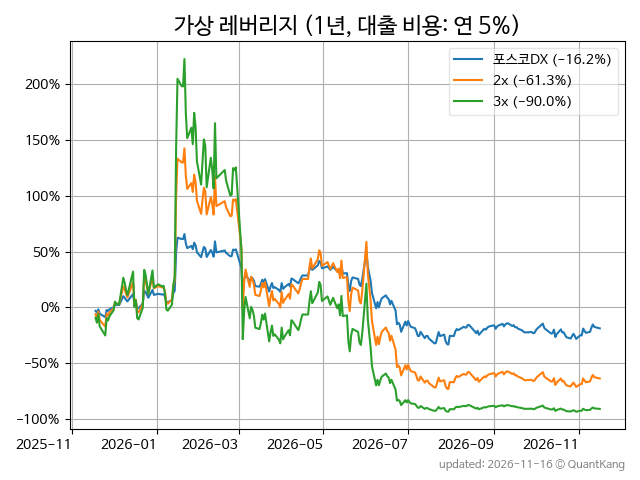 가상 레버리지 (1년, 대출 비용: 연 5%)
포스코DX (-16.2%)
2x (-61.3%)
3x (-90.0%)
200%
150%
100%
50%
0%
−50%
−100%
2025-11 2026-01 2026-03 2026-05 2026-07 2026-09 2026-11
updated: 2026-11-16 © QuantKang